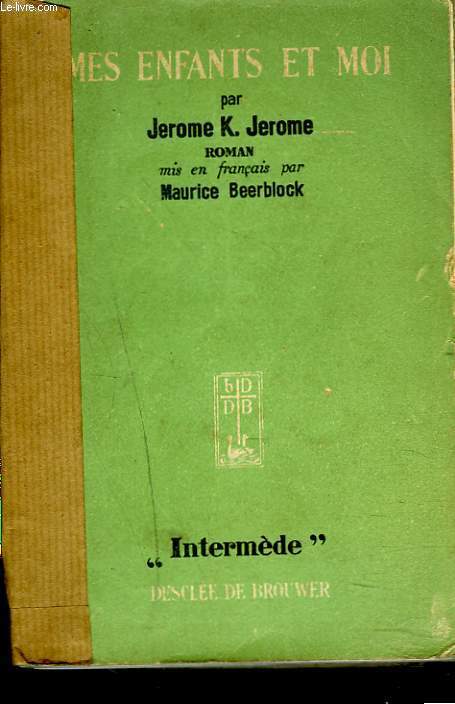 Le-livre.com
MES ENFANTS ET MOI
par
Jerome K. Jerome
ROMAN
mis en français par
Maurice Beerblock
b D
D B
„ Intermède ”
DESCLÉE DE BROUWER